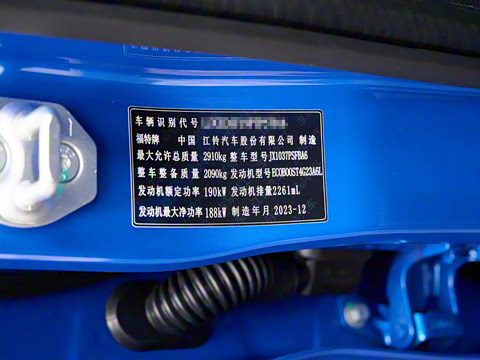 车辆识别代号
福特牌 中国 江铃汽车股份有限公司 制造
最大允许总质量 2910kg 整车型号 JX1037PSFBA6
整车整备质量 2090kg 发动机型号 ECOBOOST4G23A6L
发动机额定功率 190kW 发动机排量 2261mL
发动机最大净功率 188kW 制造年月 2023-12